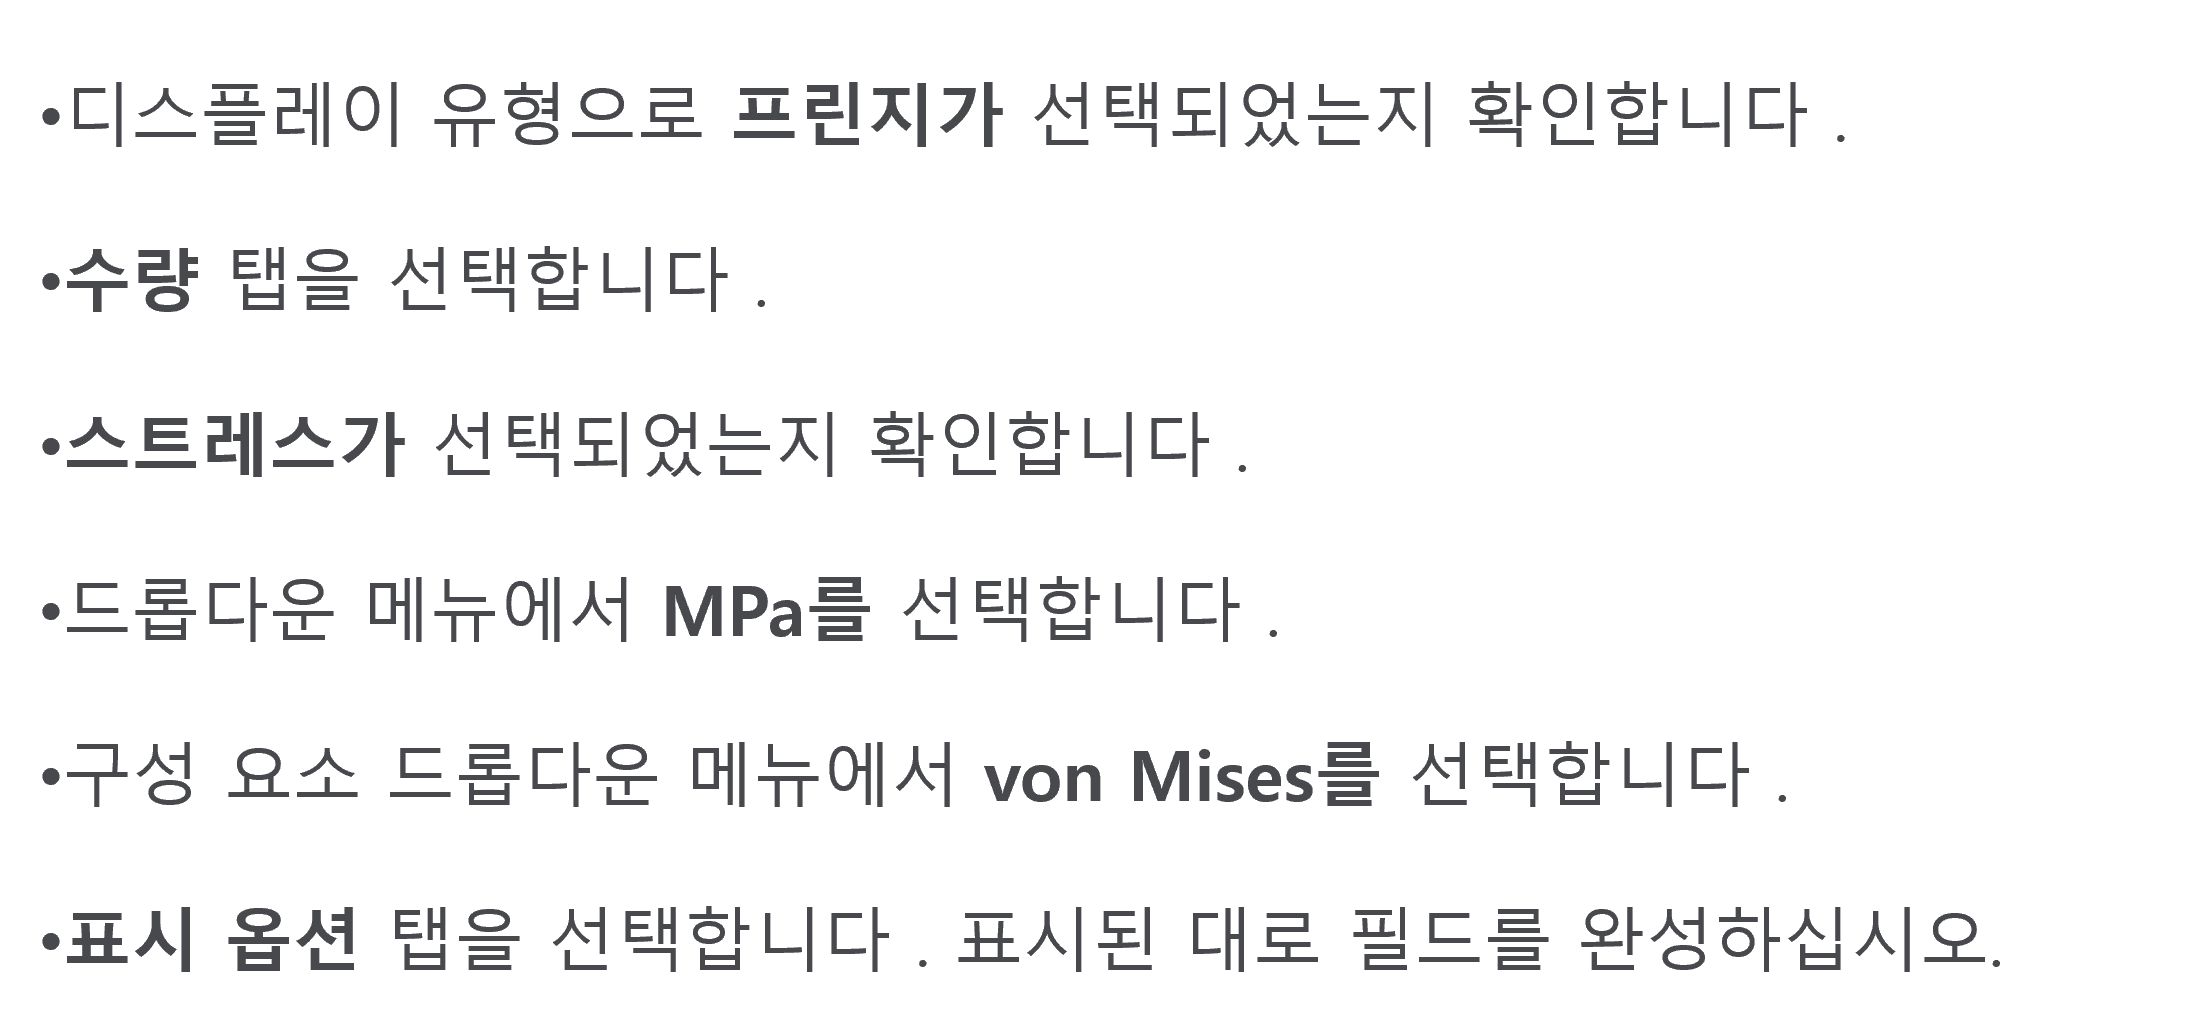 •디스플레이 유형으로 프린지가 선택되었는지 확인합니다 .
•수량 탭을 선택합니다 .
•스트레스가 선택되었는지 확인합니다 .
•드롭다운 메뉴에서 MPa를 선택합니다 .
•구성 요소 드롭다운 메뉴에서 von Mises를 선택합니다 .
•표시 옵션 탭을 선택합니다 . 표시된 대로 필드를 완성하십시오.